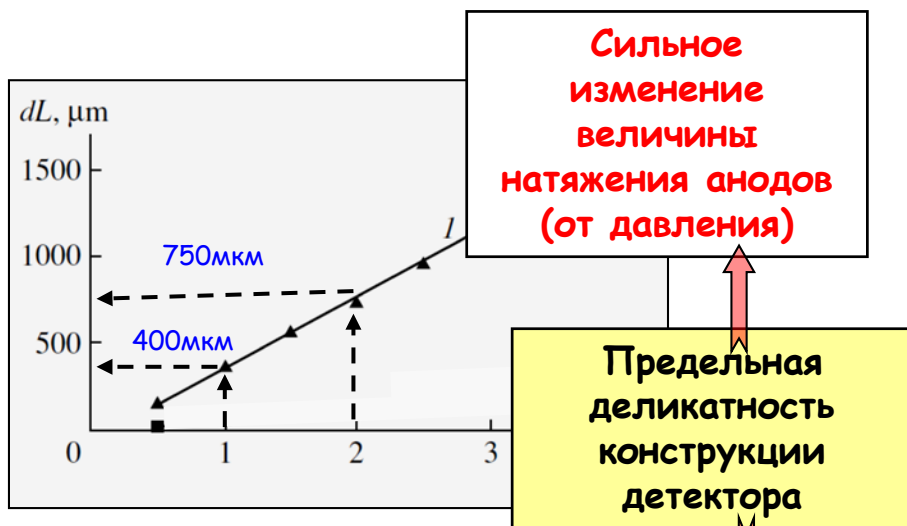 Сильное
изменение
величины
натяжения анодов
(от давления)
dL, μm
1500
1000
500
0
1
2
3
1
750мкм
400мкм
Предельная
деликатность
конструкции
детектора